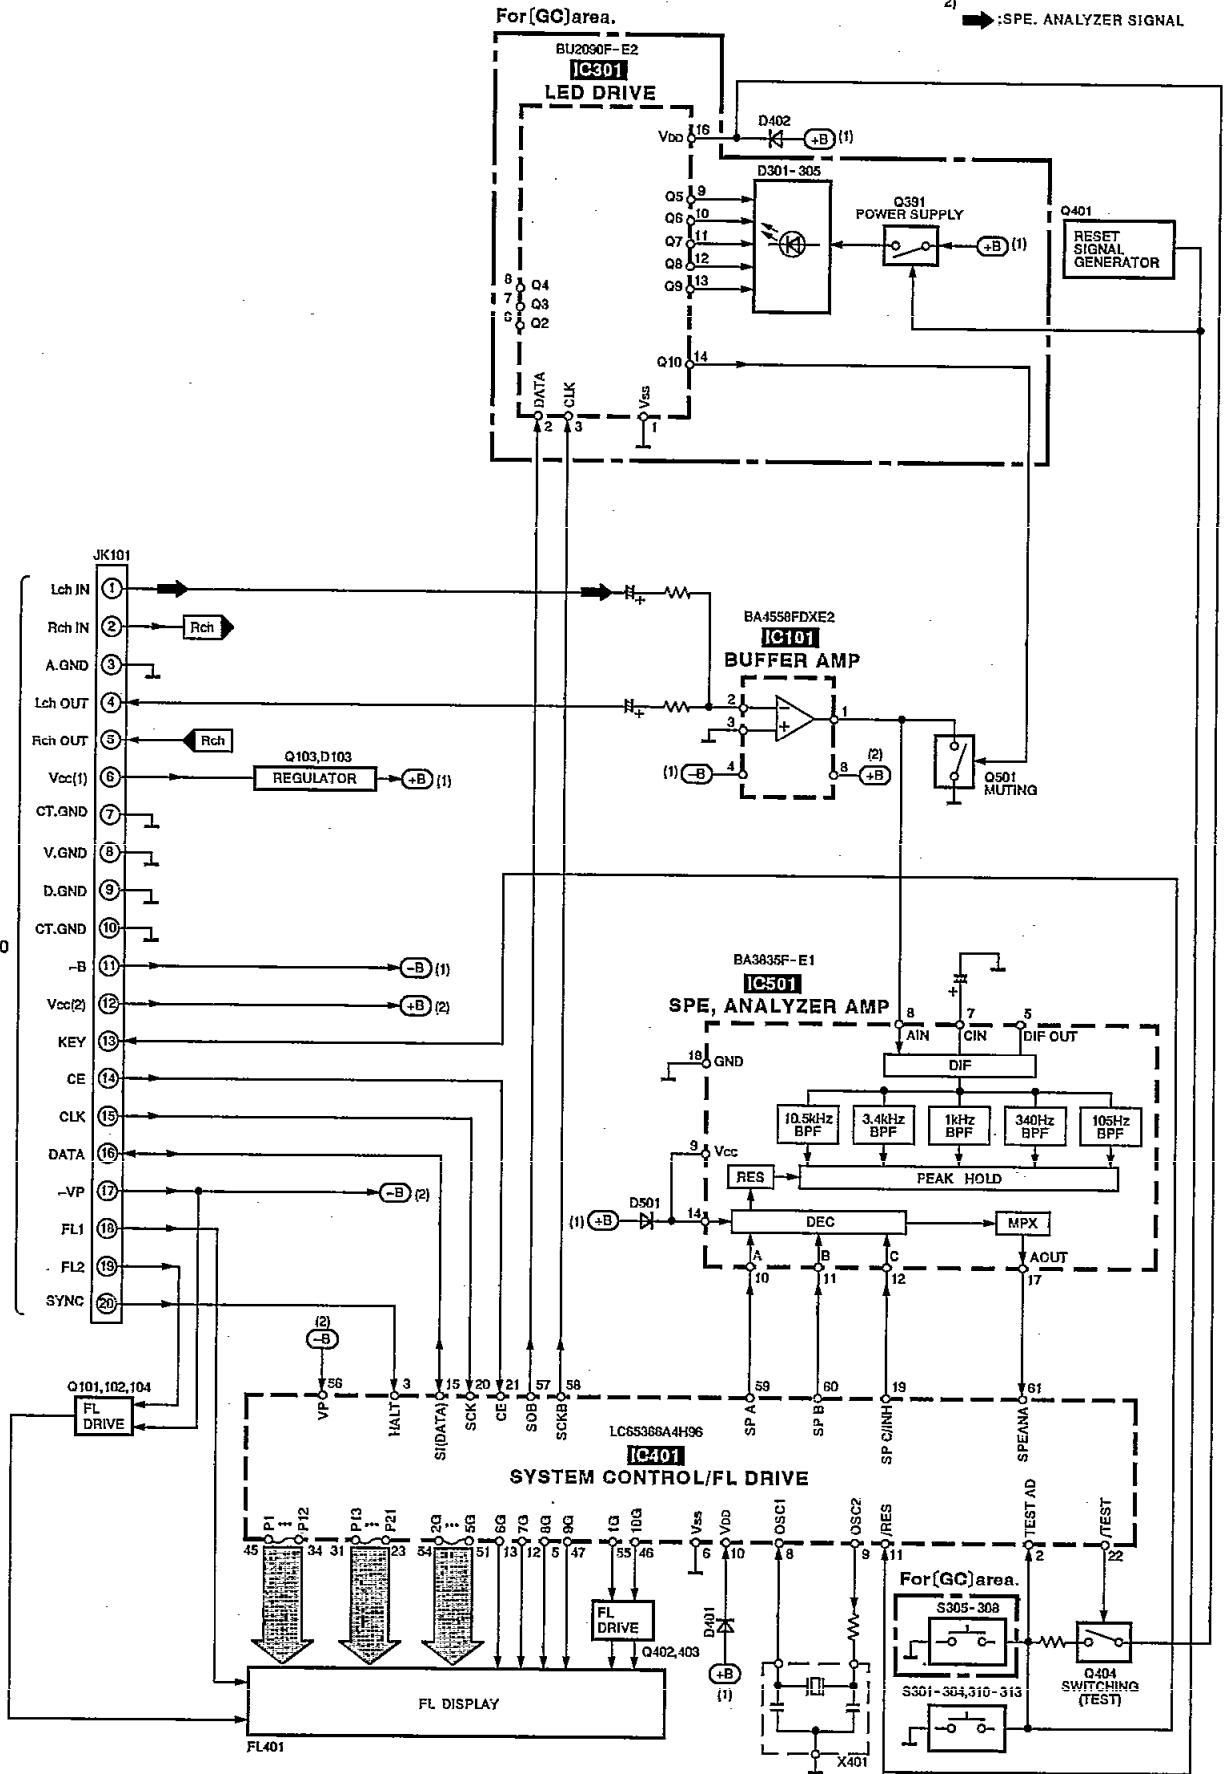 2)
:SPE. ANALYZER SIGNAL
For[GC]area.
BU2090F-E2
IC301
LED DRIVE
VDD
16
D402
+B
(1)
D301-305
Q5
9
Q6
10
Q7
11
Q8
12
Q9
13
Q391
POWER SUPPLY
+B
(1)
Q401
RESET
SIGNAL
GENERATOR
8
Q4
7
Q3
Q2
Q10
14
DATA
CLK
Vss
2
3
1
JK101
Lch IN
1
Rch IN
2
Rch
A.GND
3
Lch OUT
4
Rch OUT
5
Rch
Vcc(1)
6
Q103,D103
REGULATOR
+B
(1)
CT.GND
7
V.GND
8
D.GND
9
CT.GND
10
0
-B
11
-B
(1)
Vcc(2)
12
+B
(2)
KEY
13
CE
14
CLK
15
DATA
16
-VP
17
-B
(2)
FL1
18
FL2
19
SYNC
20
BA4558FDXE2
IC101
BUFFER AMP
2
-
1
3
+
(1)
-B
4
8
(2)
+B
Q501
MUTING
BA3835F-E1
IC501
SPE, ANALYZER AMP
8
7
5
AIN
CIN
DIF OUT
18
GND
DIF
10.5kHz
BPF
3.4kHz
BPF
1kHz
BPF
340Hz
BPF
105Hz
BPF
9
Vcc
RES
PEAK HOLD
D501
(1)
+B
14
DEC
MPX
A
B
C
AOUT
10
11
12
17
(2)
-B
56
3
15
20
21
57
58
59
60
19
61
VP
HALT
SI(DATA)
SCK
CE
SOB
SCKB
SP A
SP B
SP C/INH
SPEANA
Q101,102,104
FL
DRIVE
LC65386A4H96
IC401
SYSTEM CONTROL/FL DRIVE
P1
...
P12
P13
...
P21
2G
...
5G
6G
7G
8G
9G
1G
10G
Vss
VDD
OSC1
OSC2
/RES
TEST AD
/TEST
45
34
31
23
54
51
13
12
5
47
55
46
6
10
8
9
11
2
22
FL
DRIVE
Q402,403
D401
+B
(1)
X401
For[GC]area.
S305-308
Q404
SWITCHING
(TEST)
S301-304,310-313
FL DISPLAY
FL401